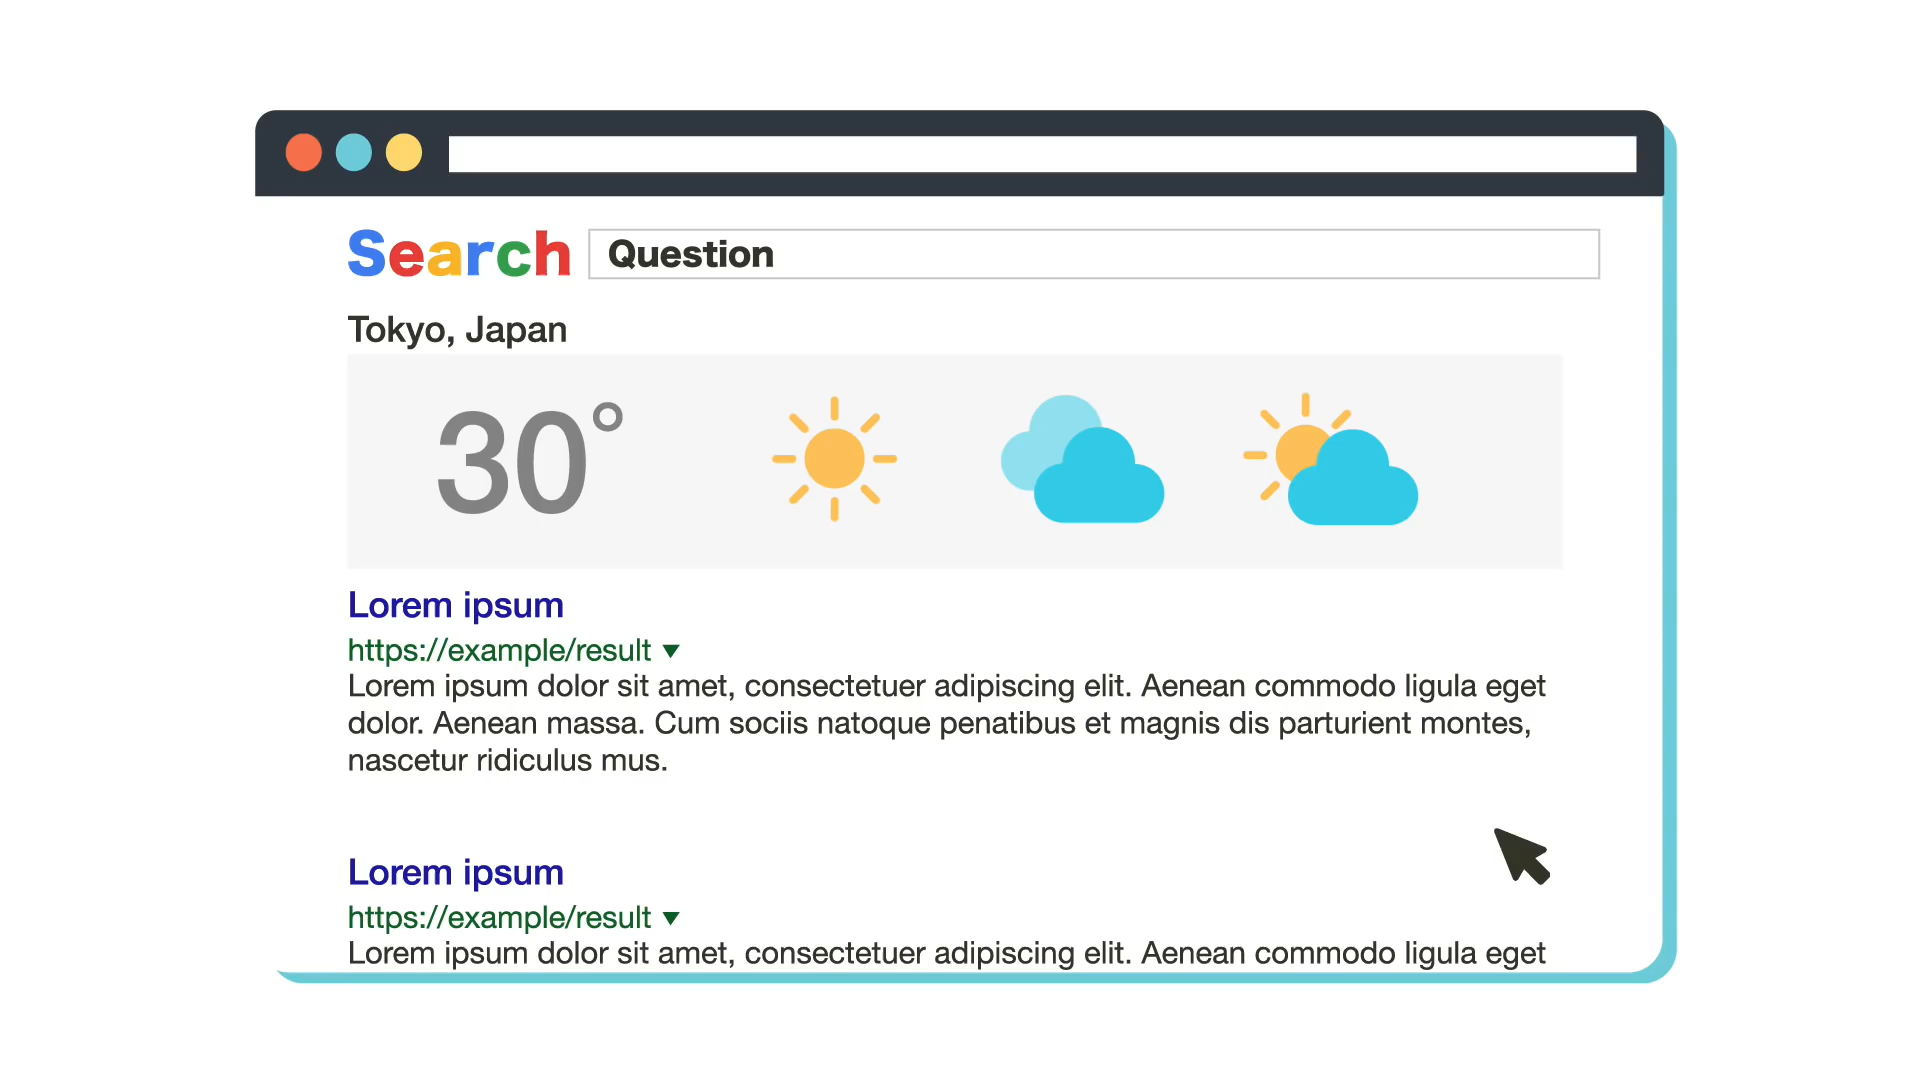 Search Question
Tokyo, Japan
30°
Lorem ipsum
https://example/result ▼
Lorem ipsum dolor sit amet, consectetuer adipiscing elit. Aenean commodo ligula eget
dolor. Aenean massa. Cum sociis natoque penatibus et magnis dis parturient montes,
nascetur ridiculus mus.
Lorem ipsum
https://example/result ▼
Lorem ipsum dolor sit amet, consectetuer adipiscing elit. Aenean commodo ligula eget